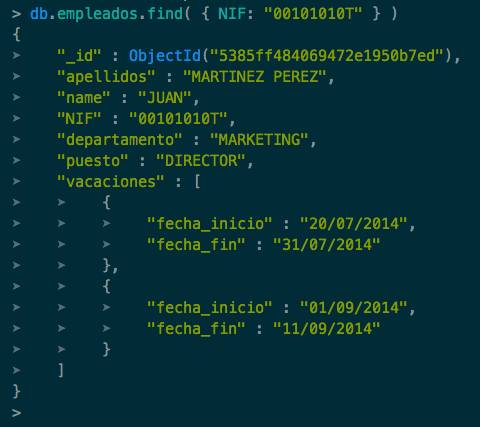 > db.empleados.find( { NIF: "00101010T" } )
{
➤ "_id" : ObjectId("5385ff484069472e1950b7ed"),
➤ "apellidos" : "MARTINEZ PEREZ",
➤ "name" : "JUAN",
➤ "NIF" : "00101010T",
➤ "departamento" : "MARKETING",
➤ "puesto" : "DIRECTOR",
➤ "vacaciones" : [
➤ ➤ {
➤ ➤ ➤ "fecha_inicio" : "20/07/2014",
➤ ➤ ➤ "fecha_fin" : "31/07/2014"
➤ ➤ },
➤ ➤ {
➤ ➤ ➤ "fecha_inicio" : "01/09/2014",
➤ ➤ ➤ "fecha_fin" : "11/09/2014"
➤ ➤ }
➤ ]
}
>